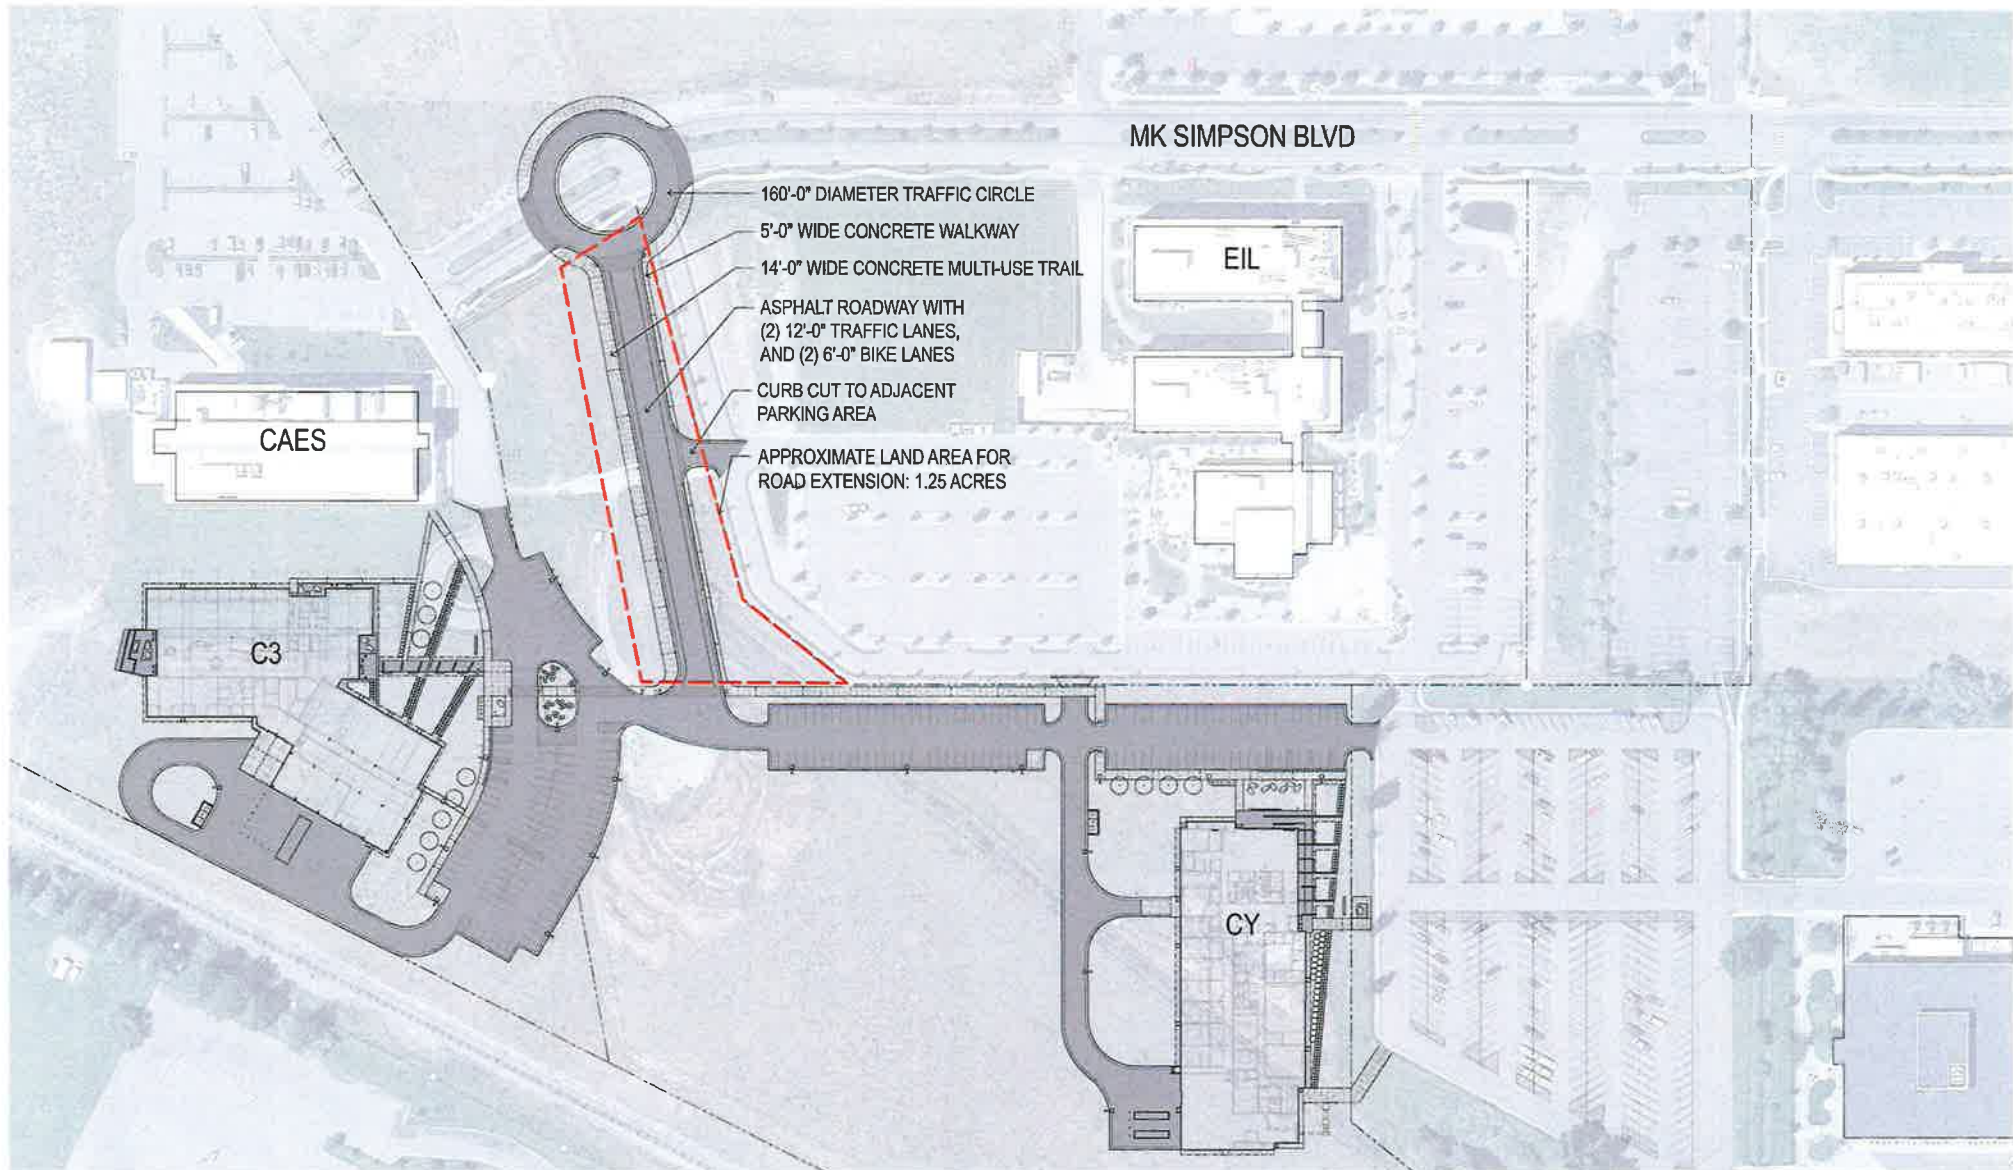 MK SIMPSON BLVD
160'-0" DIAMETER TRAFFIC CIRCLE
5'-0" WIDE CONCRETE WALKWAY
14'-0" WIDE CONCRETE MULTI-USE TRAIL
ASPHALT ROADWAY WITH
(2) 12'-0" TRAFFIC LANES,
AND (2) 6'-0" BIKE LANES
CURB CUT TO ADJACENT
PARKING AREA
APPROXIMATE LAND AREA FOR
ROAD EXTENSION: 1.25 ACRES
EIL
CAES
C3
CY